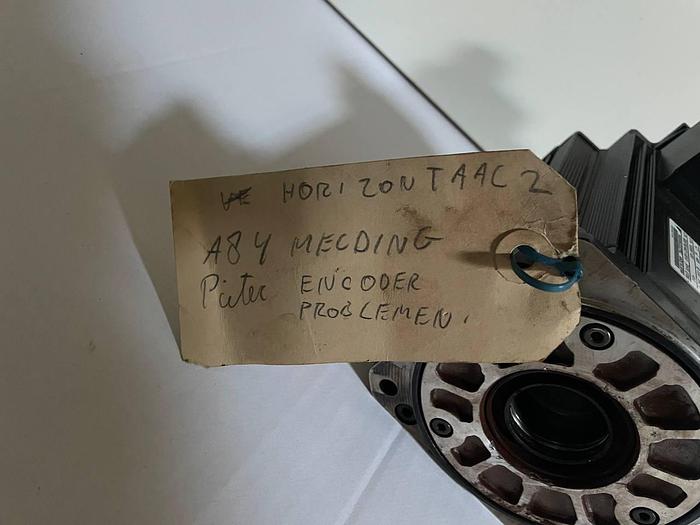 HORIZONTAAL 2
A84 MELDING
Pieter ENCODER
PROBLEMEN.